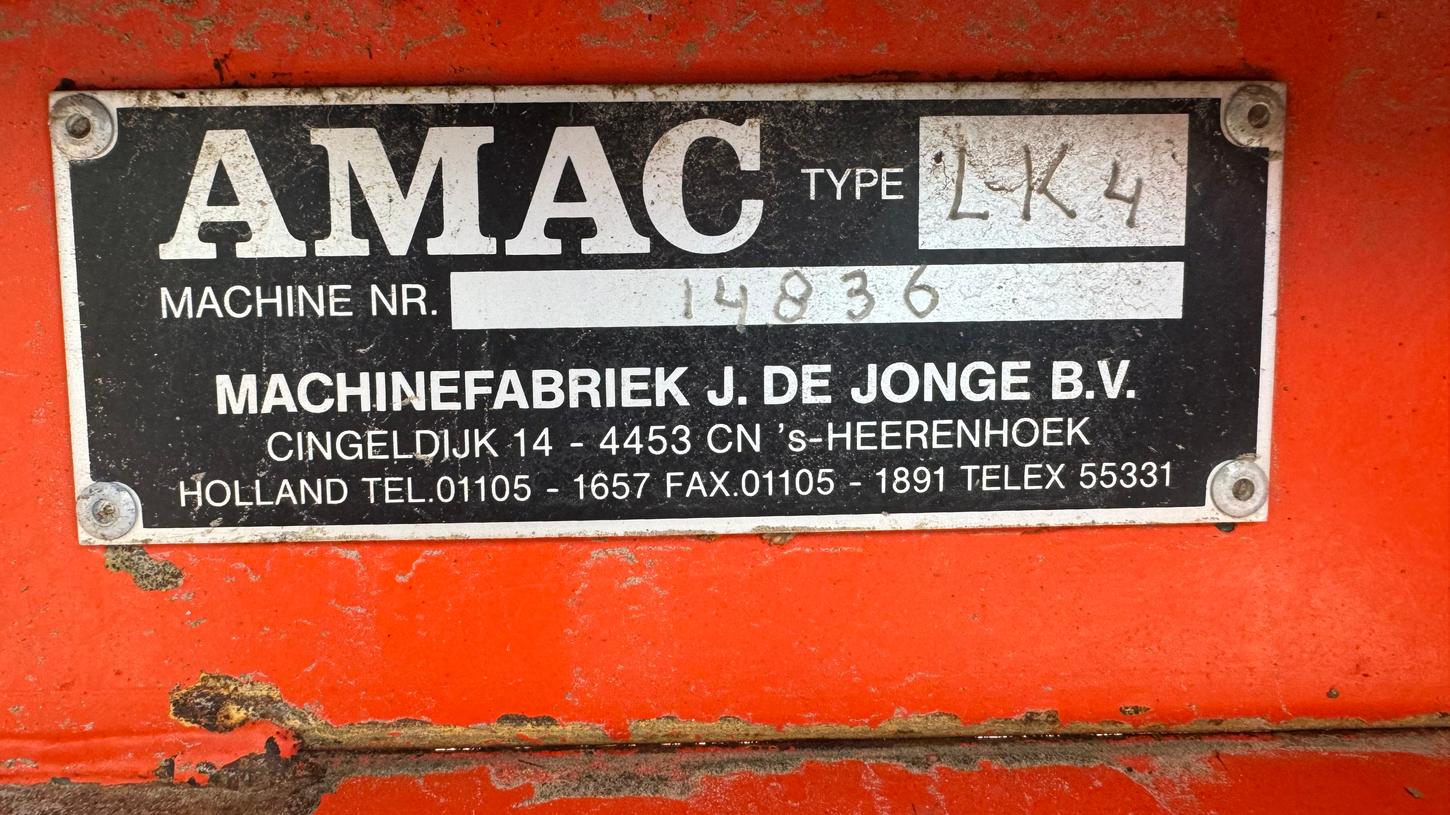 AMAC TYPE LK4
MACHINE NR. 14836
MACHINEFABRIEK J. DE JONGE B.V.
CINGELDIJK 14 - 4453 CN 's-HEERENHOEK
HOLLAND TEL.01105 - 1657 FAX.01105 - 1891 TELEX 55331